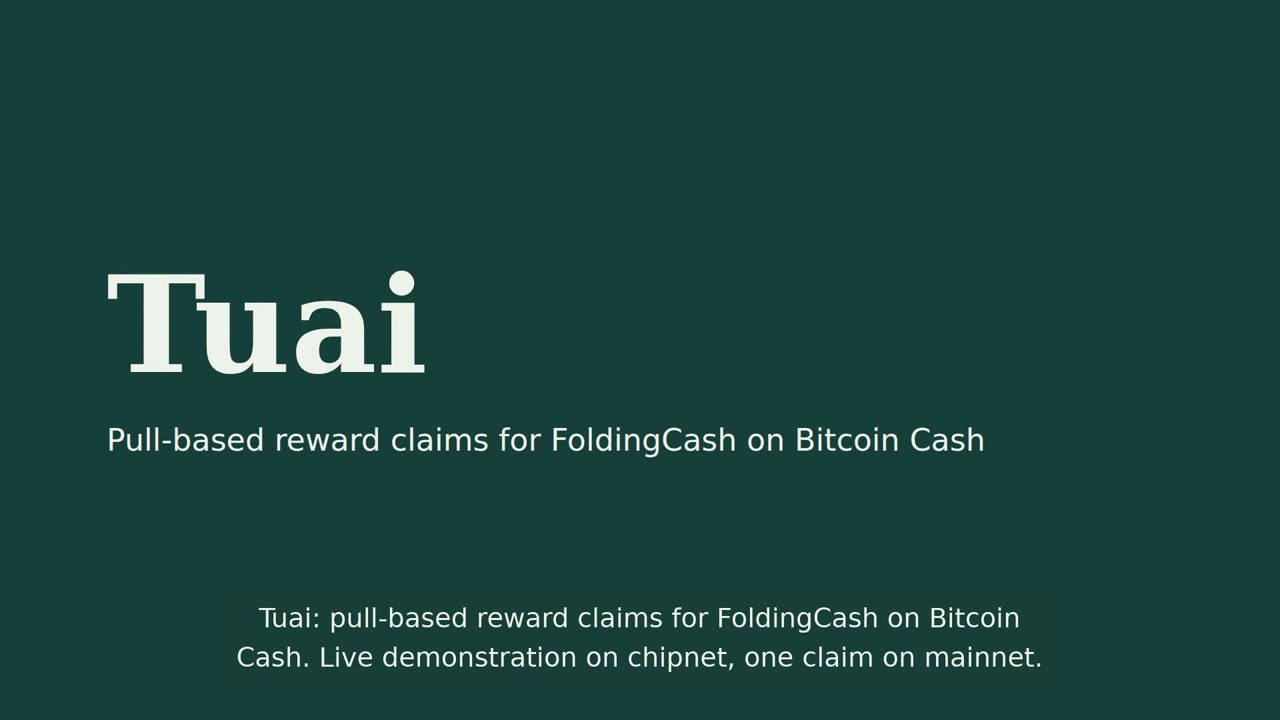 Tuai
Pull-based reward claims for FoldingCash on Bitcoin Cash
Tuai: pull-based reward claims for FoldingCash on Bitcoin
Cash. Live demonstration on chipnet, one claim on mainnet.